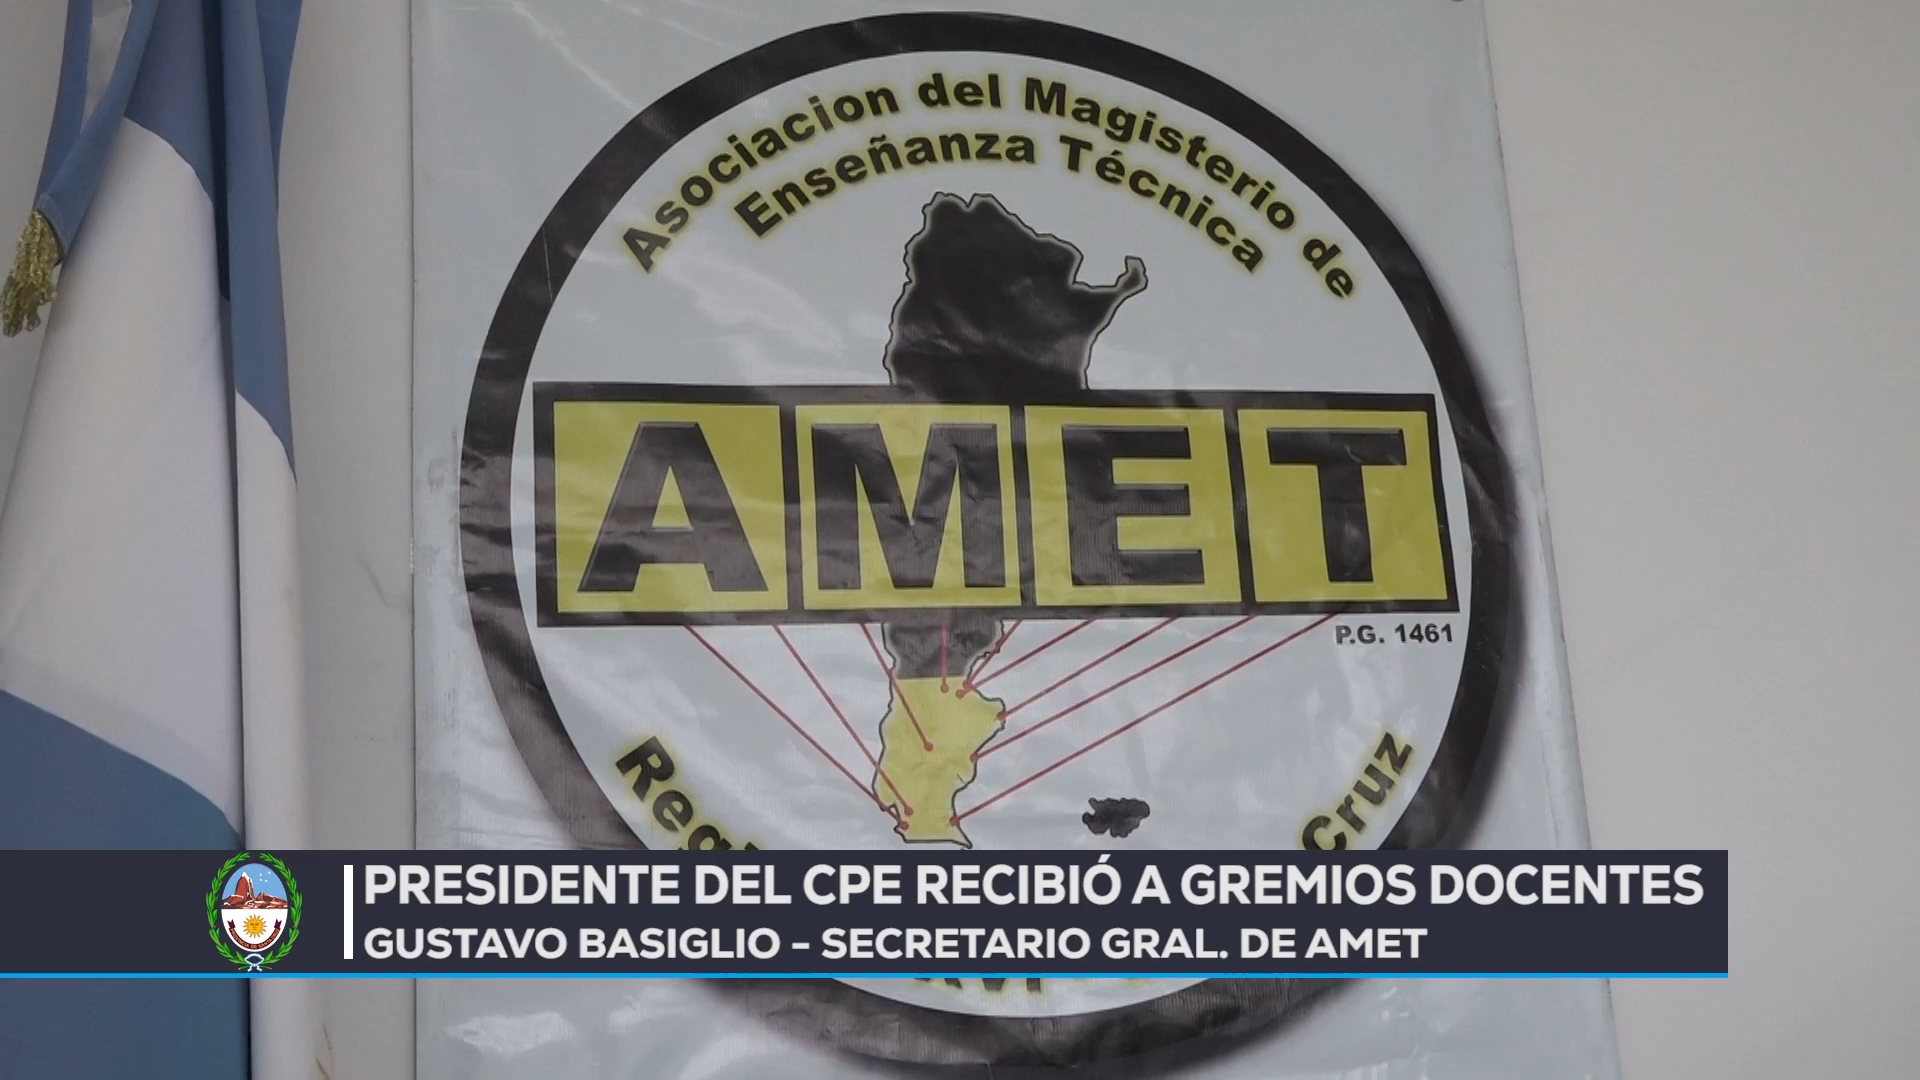 Asociacion del Magisterio de
Enseñanza Técnica
AMET
P.G. 1461
Cruz
PRESIDENTE DEL CPE RECIBIÓ A GREMIOS DOCENTES
GUSTAVO BASIGLIO - SECRETARIO GRAL. DE AMET